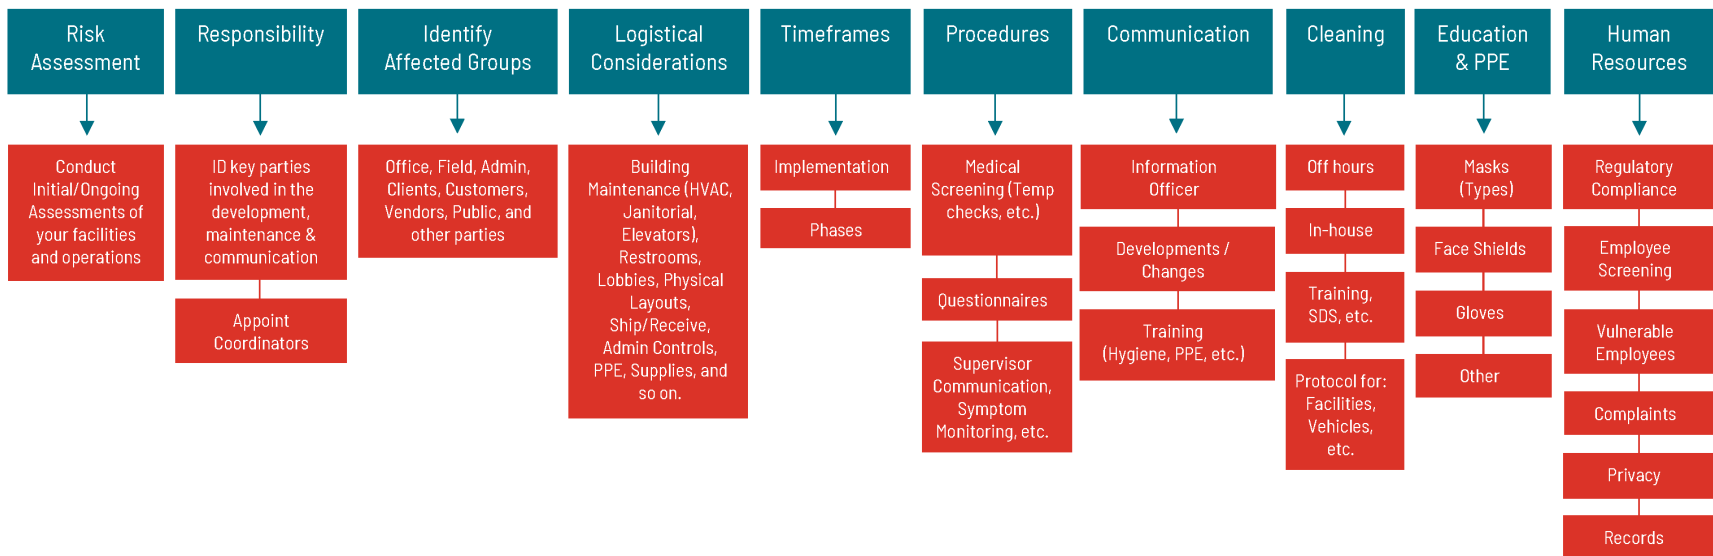 Risk
Assessment
Conduct
Initial/Ongoing
Assessments of
your facilities
and operations
Responsibility
ID key parties
involved in the
development,
maintenance &
communication
Appoint
Coordinators
Identify
Affected Groups
Office, Field, Admin,
Clients, Customers,
Vendors, Public, and
other parties
Logistical
Considerations
Building
Maintenance (HVAC,
Janitorial,
Elevators),
Restrooms,
Lobbies, Physical
Layouts,
Ship/Receive,
Admin Controls,
PPE, Supplies, and
so on.
Timeframes
Implementation
Phases
Procedures
Medical
Screening (Temp
checks, etc.)
Questionnaires
Supervisor
Communication,
Symptom
Monitoring, etc.
Communication
Information
Officer
Developments /
Changes
Training
(Hygiene, PPE, etc.)
Cleaning
Off hours
In-house
Training,
SDS, etc.
Protocol for:
Facilities,
Vehicles,
etc.
Education
& PPE
Masks
(Types)
Face Shields
Gloves
Other
Human
Resources
Regulatory
Compliance
Employee
Screening
Vulnerable
Employees
Complaints
Privacy
Records